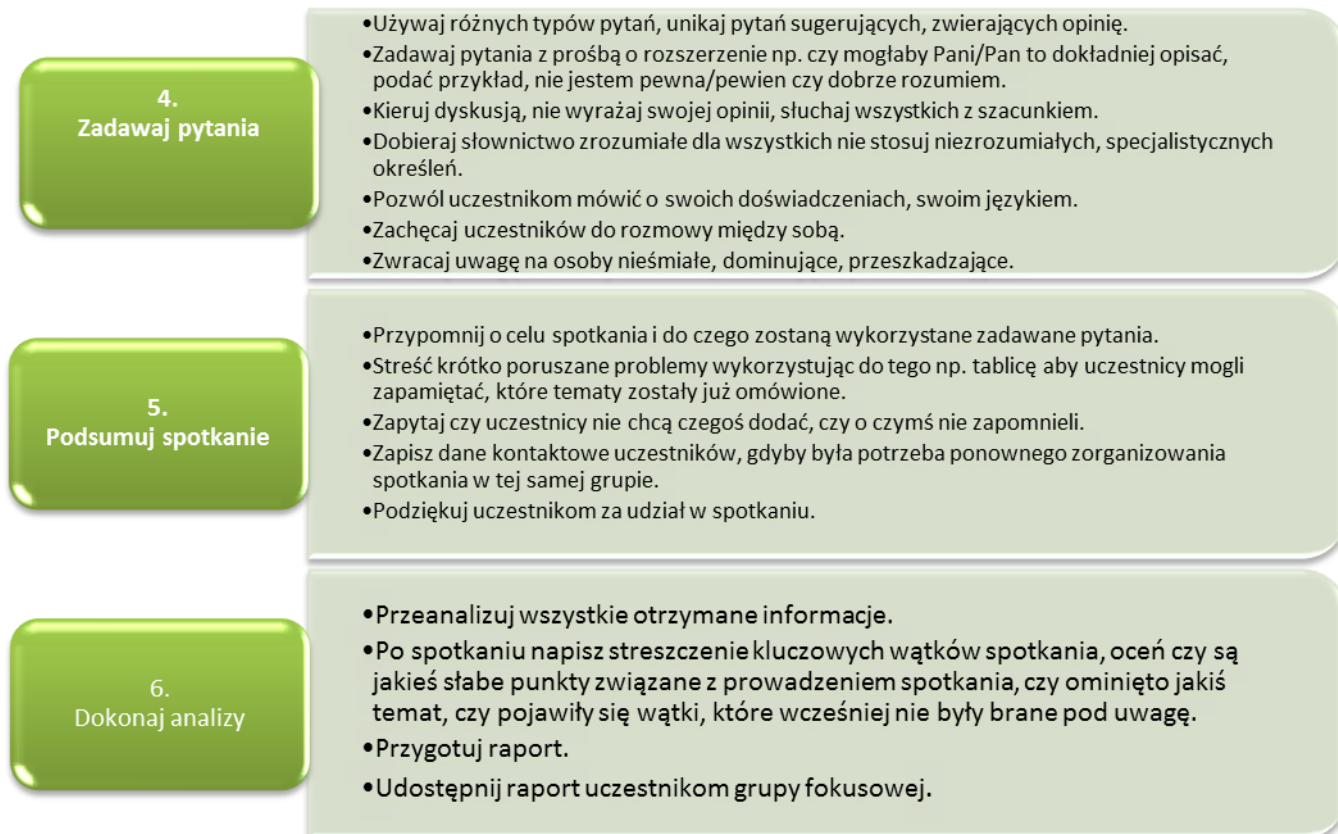 4.
Zadawaj pytania
•Używaj różnych typów pytań, unikaj pytań sugerujących, zwierających opinię.
•Zadawaj pytania z prośbą o rozszerzenie np. czy mogłaby Pani/Pan to dokładniej opisać,
podać przykład, nie jestem pewna/pewien czy dobrze rozumiem.
•Kieruj dyskusją, nie wyrażaj swojej opinii, słuchaj wszystkich z szacunkiem.
•Dobieraj słownictwo zrozumiałe dla wszystkich nie stosuj niezrozumiałych, specjalistycznych
określeń.
•Pozwól uczestnikom mówić o swoich doświadczeniach, swoim językiem.
•Zachęcaj uczestników do rozmowy między sobą.
•Zwracaj uwagę na osoby nieśmiałe, dominujące, przeszkadzające.
5.
Podsumuj spotkanie
•Przypomnij o celu spotkania i do czego zostaną wykorzystane zadawane pytania.
•Streść krótko poruszane problemy wykorzystując do tego np. tablicę aby uczestnicy mogli
zapamiętać, które tematy zostały już omówione.
•Zapytaj czy uczestnicy nie chcą czegoś dodać, czy o czymś nie zapomnieli.
•Zapisz dane kontaktowe uczestników, gdyby była potrzeba ponownego zorganizowania
spotkania w tej samej grupie.
•Podziękuj uczestnikom za udział w spotkaniu.
6.
Dokonaj analizy
•Przeanalizuj wszystkie otrzymane informacje.
•Po spotkaniu napisz streszczenie kluczowych wątków spotkania, oceń czy są
jakieś słabe punkty związane z prowadzeniem spotkania, czy ominięto jakiś
temat, czy pojawiły się wątki, które wcześniej nie były brane pod uwagę.
•Przygotuj raport.
•Udostępnij raport uczestnikom grupy fokusowej.